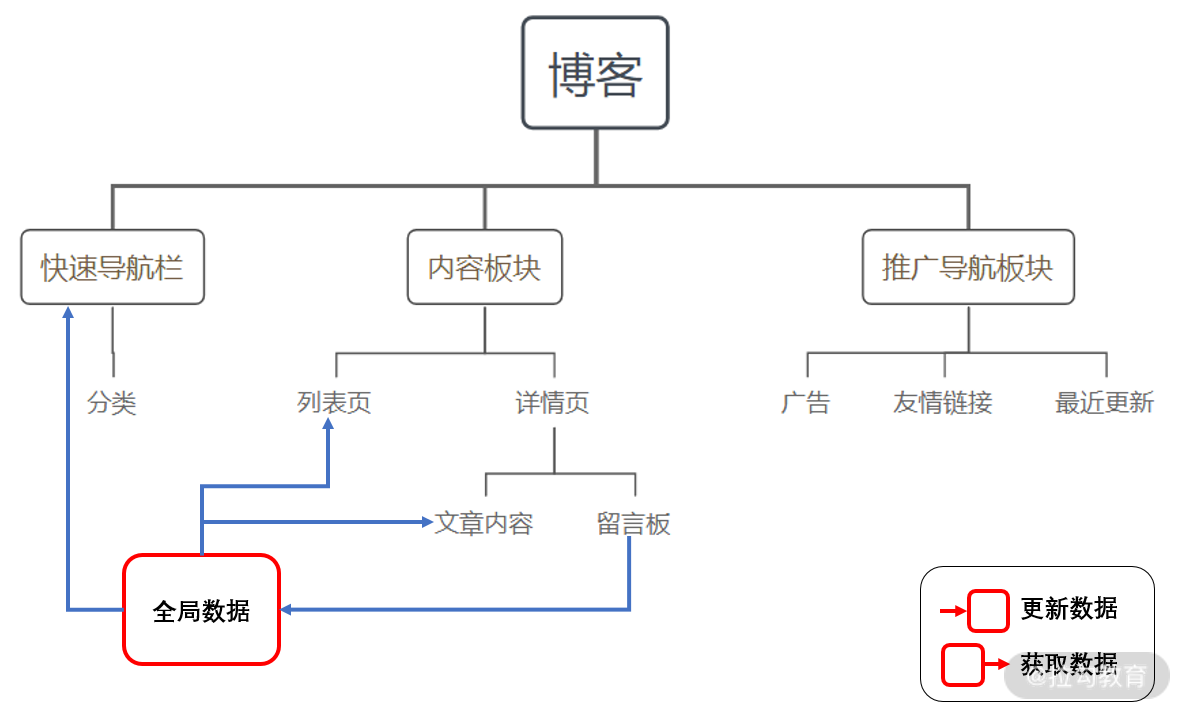 博客
快速导航栏
内容板块
推广导航板块
分类
列表页
详情页
广告
友情链接
最近更新
文章内容
留言板
全局数据
更新数据
获取数据
@拉勾教育